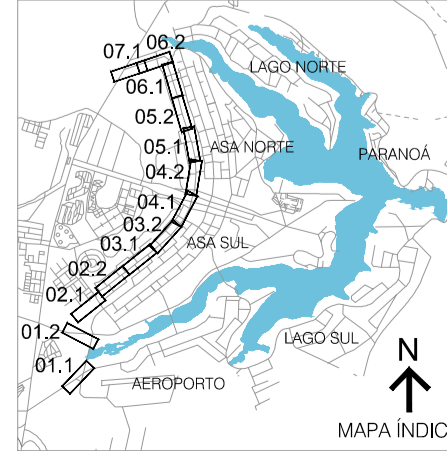 06.2
07.1
LAGO NORTE
06.1
05.2
05.1
ASA NORTE
PARANOÁ
04.2
04.1
03.2
ASA SUL
03.1
02.2
02.1
01.2
LAGO SUL
01.1
AEROPORTO
N
MAPA ÍNDIC